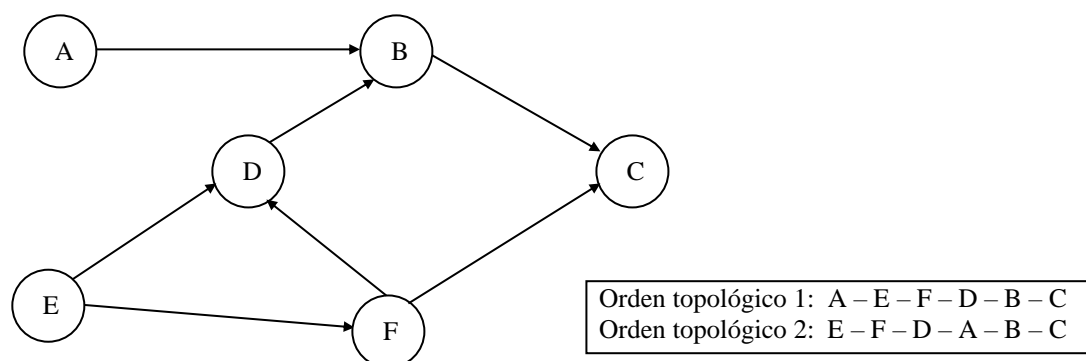 A
B
D
C
E
F
Orden topológico 1: A – E – F – D – B – C
Orden topológico 2: E – F – D – A – B – C